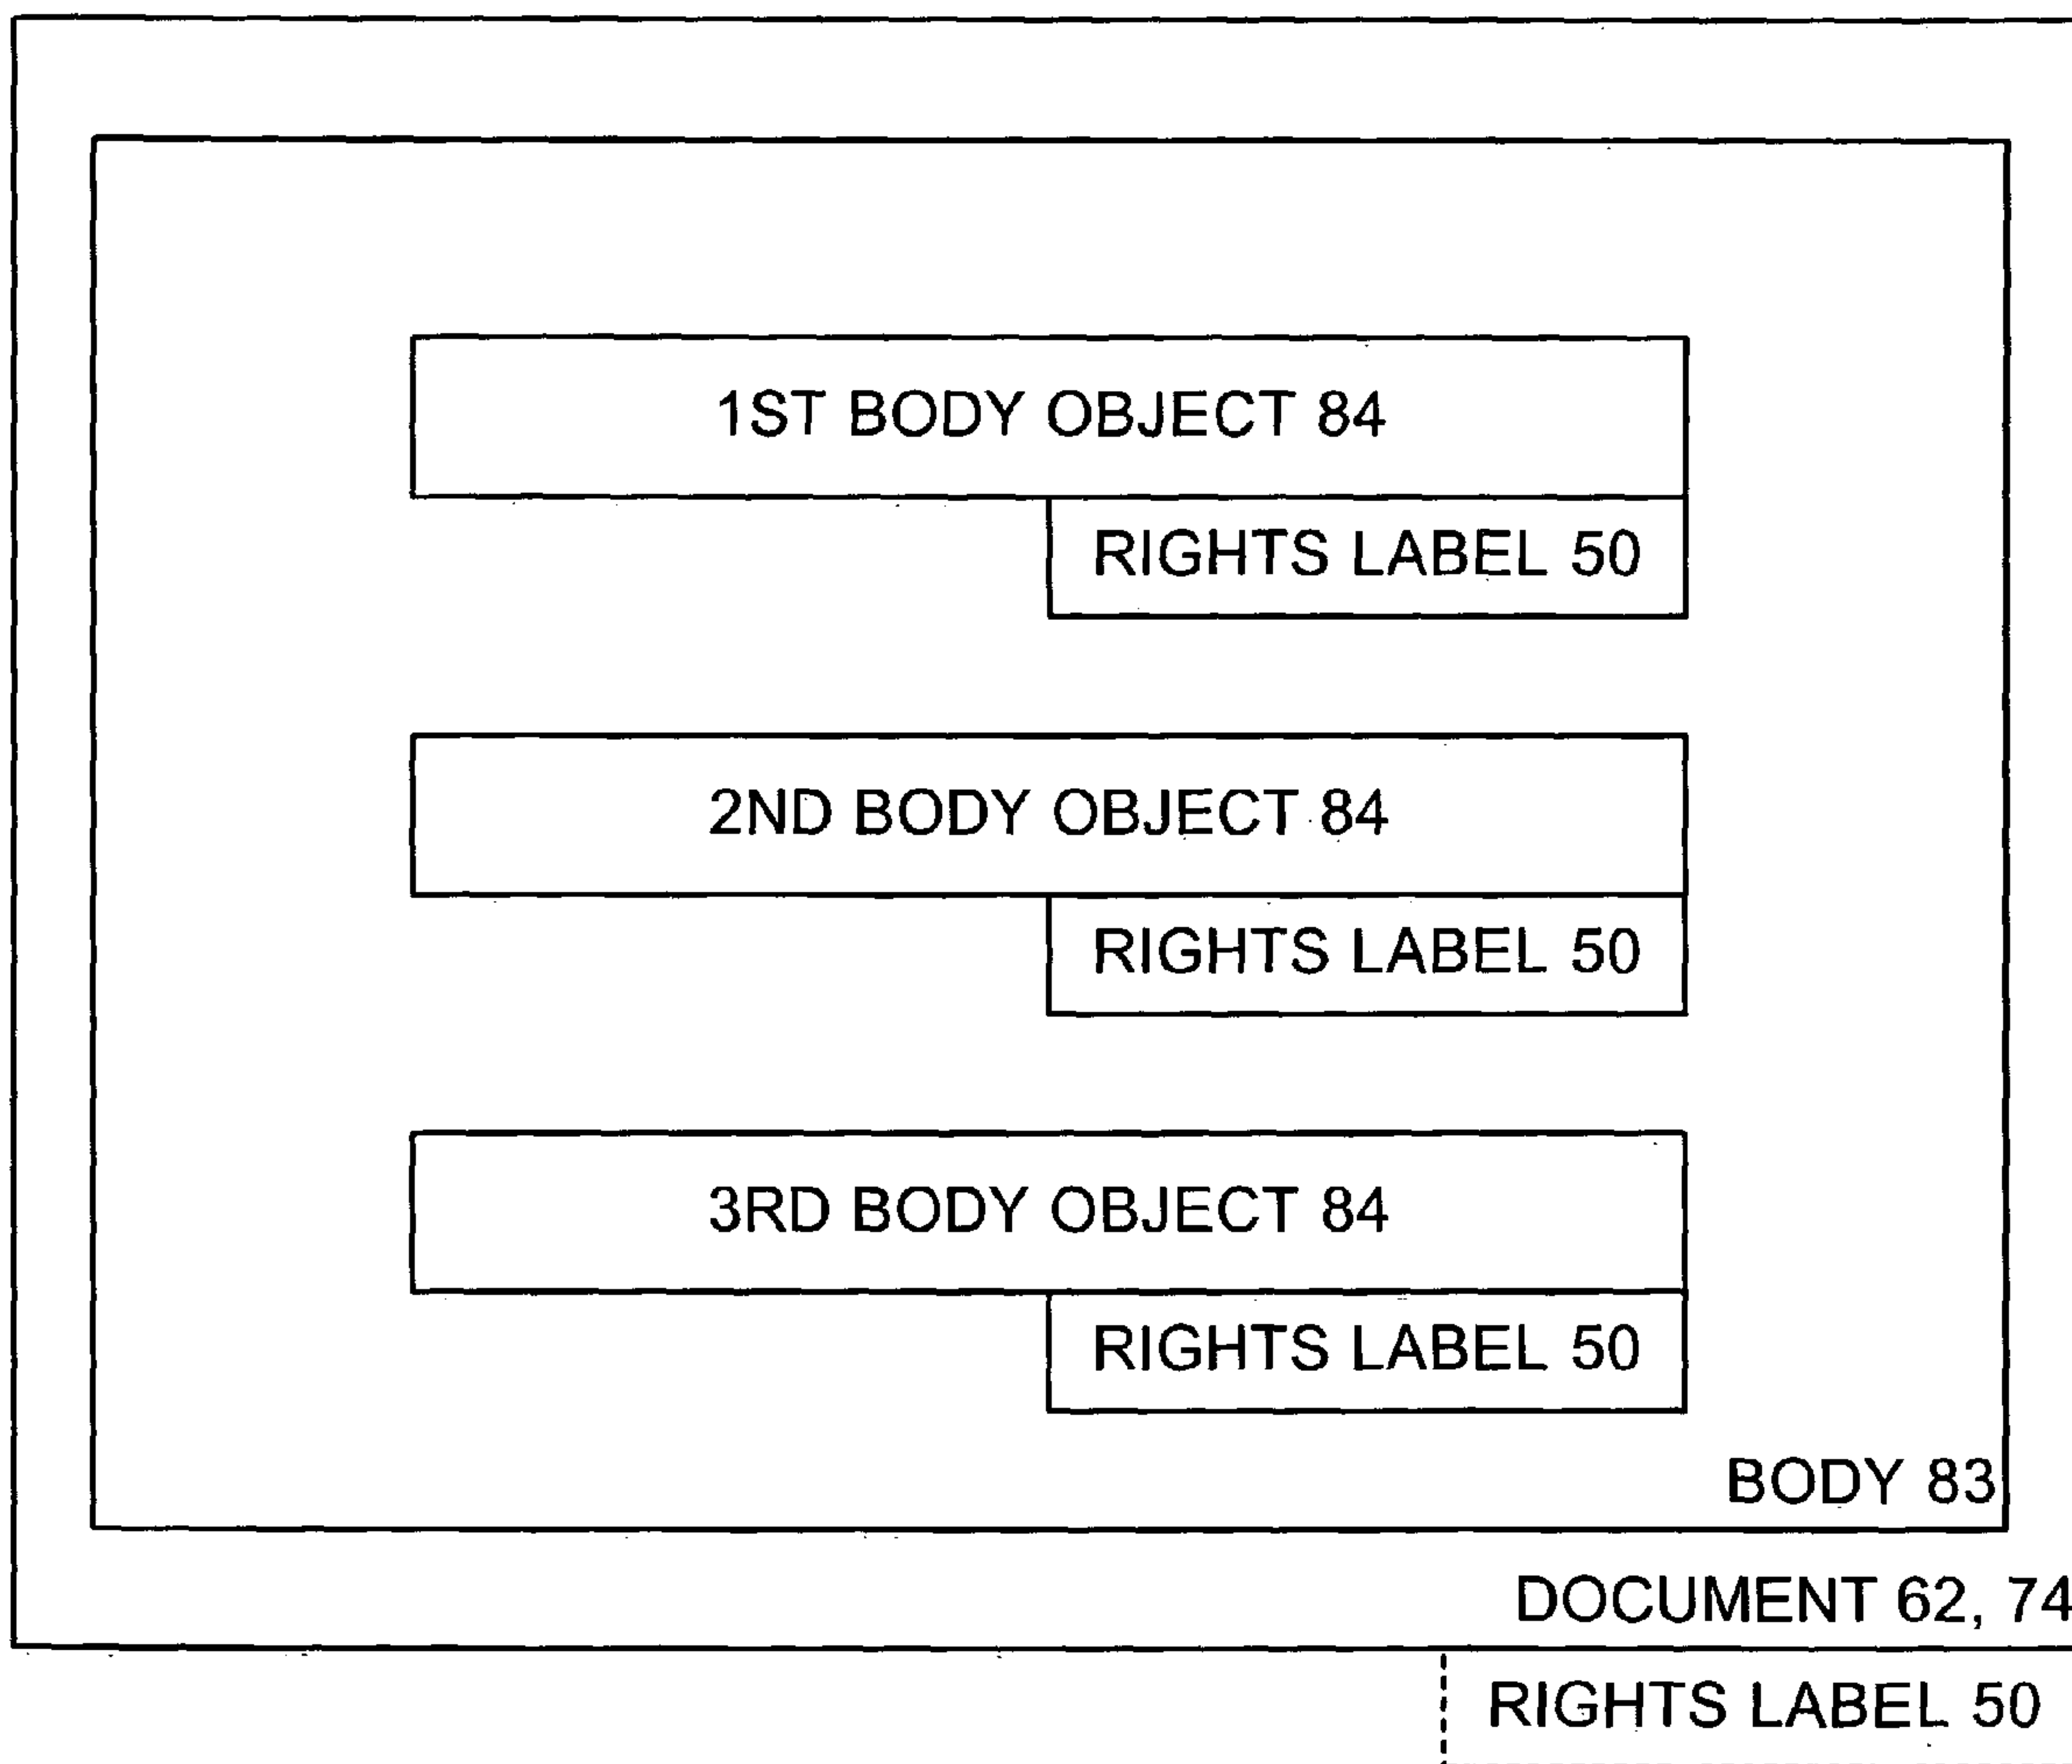 1ST BODY OBJECT 84
RIGHTS LABEL 50
2ND BODY OBJECT 84
RIGHTS LABEL 50
3RD BODY OBJECT 84
RIGHTS LABEL 50
BODY 83
DOCUMENT 62, 74
RIGHTS LABEL 50